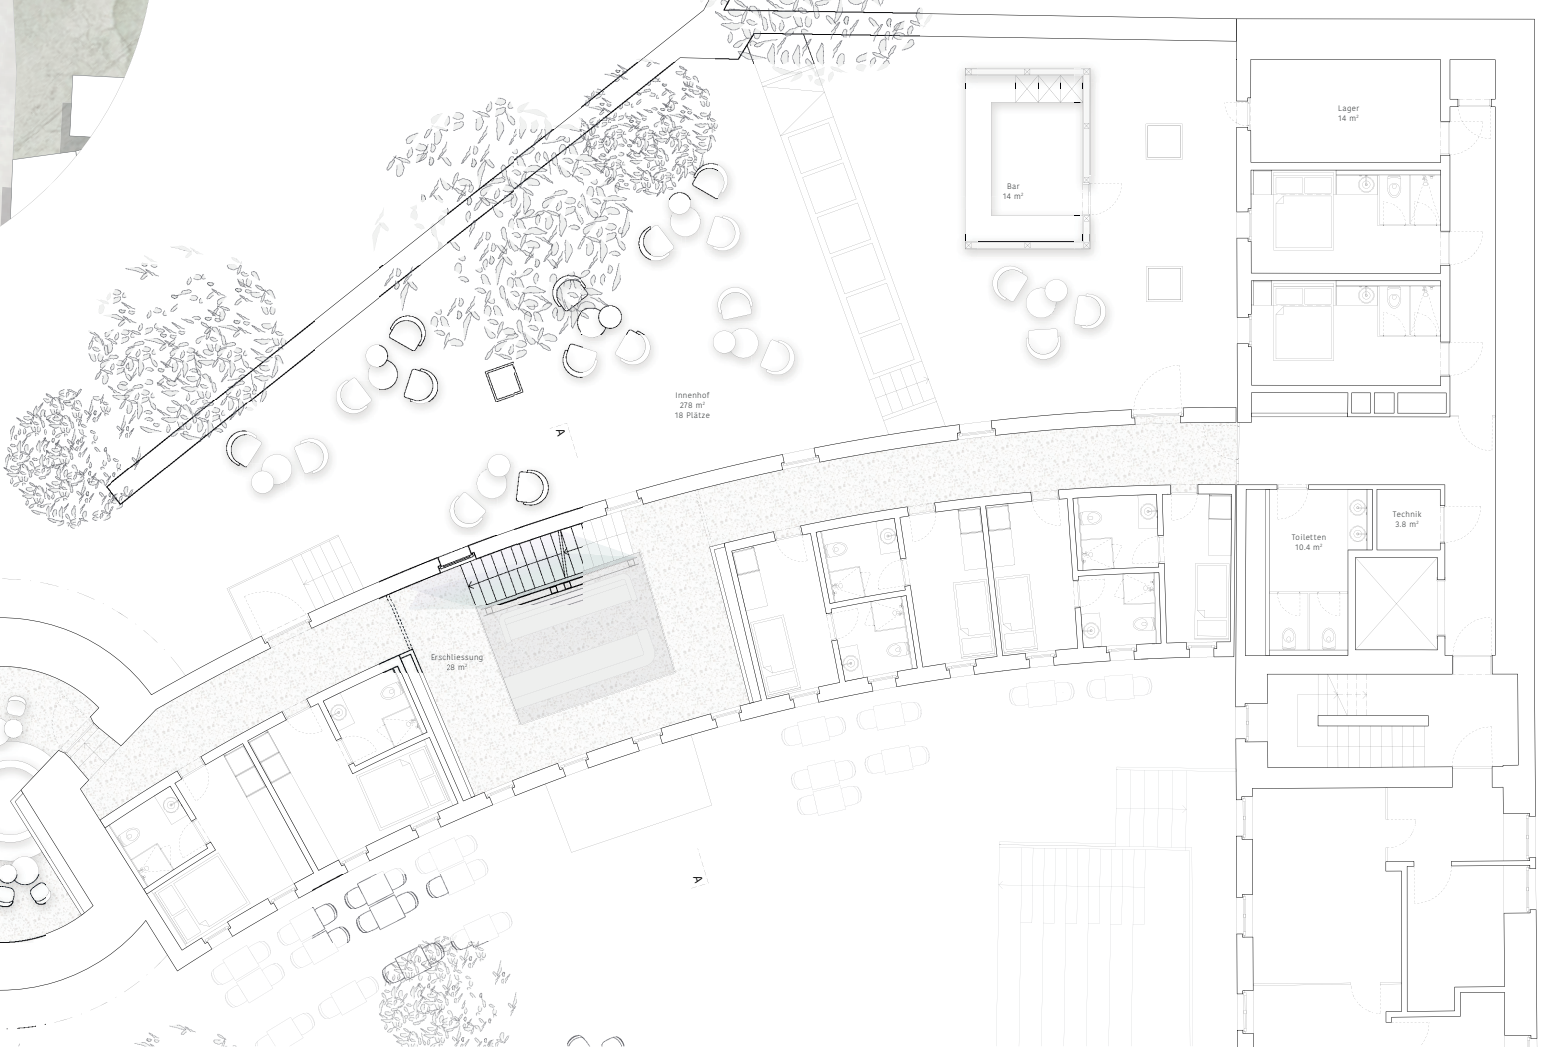 Lager
14 m²
Bar
14 m²
Innenhof
278 m²
18 Plätze
A
Technik
3.8 m²
Toiletten
10.4 m²
Erschliessung
28 m²
A